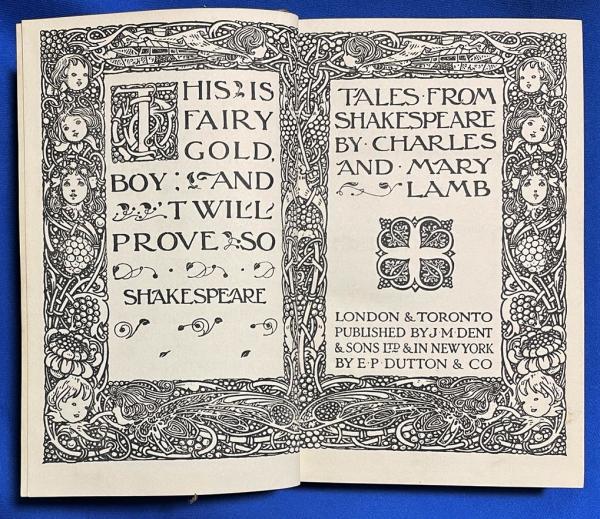 THIS IS
FAIRY
GOLD,
BOY; AND
'T WILL
PROVE SO
SHAKESPEARE
TALES·FROM
SHAKESPEARE
BY·CHARLES
AND·MARY
LAMB
LONDON & TORONTO
PUBLISHED BY J·M·DENT
& SONS LTD & IN NEW YORK
BY E·P·DUTTON & CO